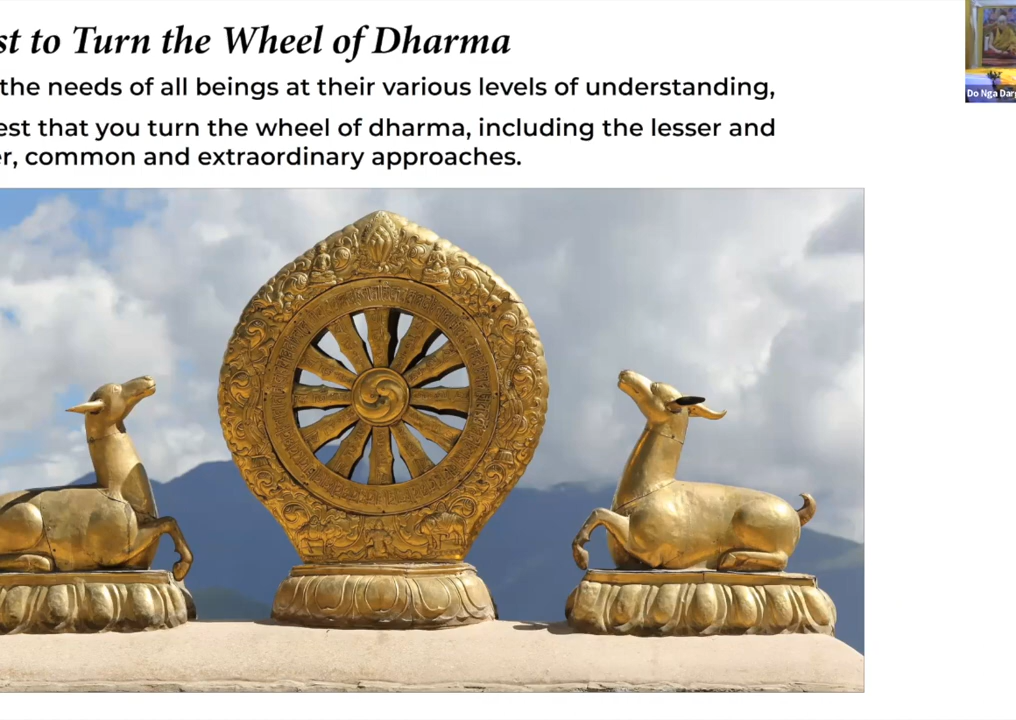 st to Turn the Wheel of Dharma
the needs of all beings at their various levels of understanding,
est that you turn the wheel of dharma, including the lesser and
er, common and extraordinary approaches.
Do Nga Darg